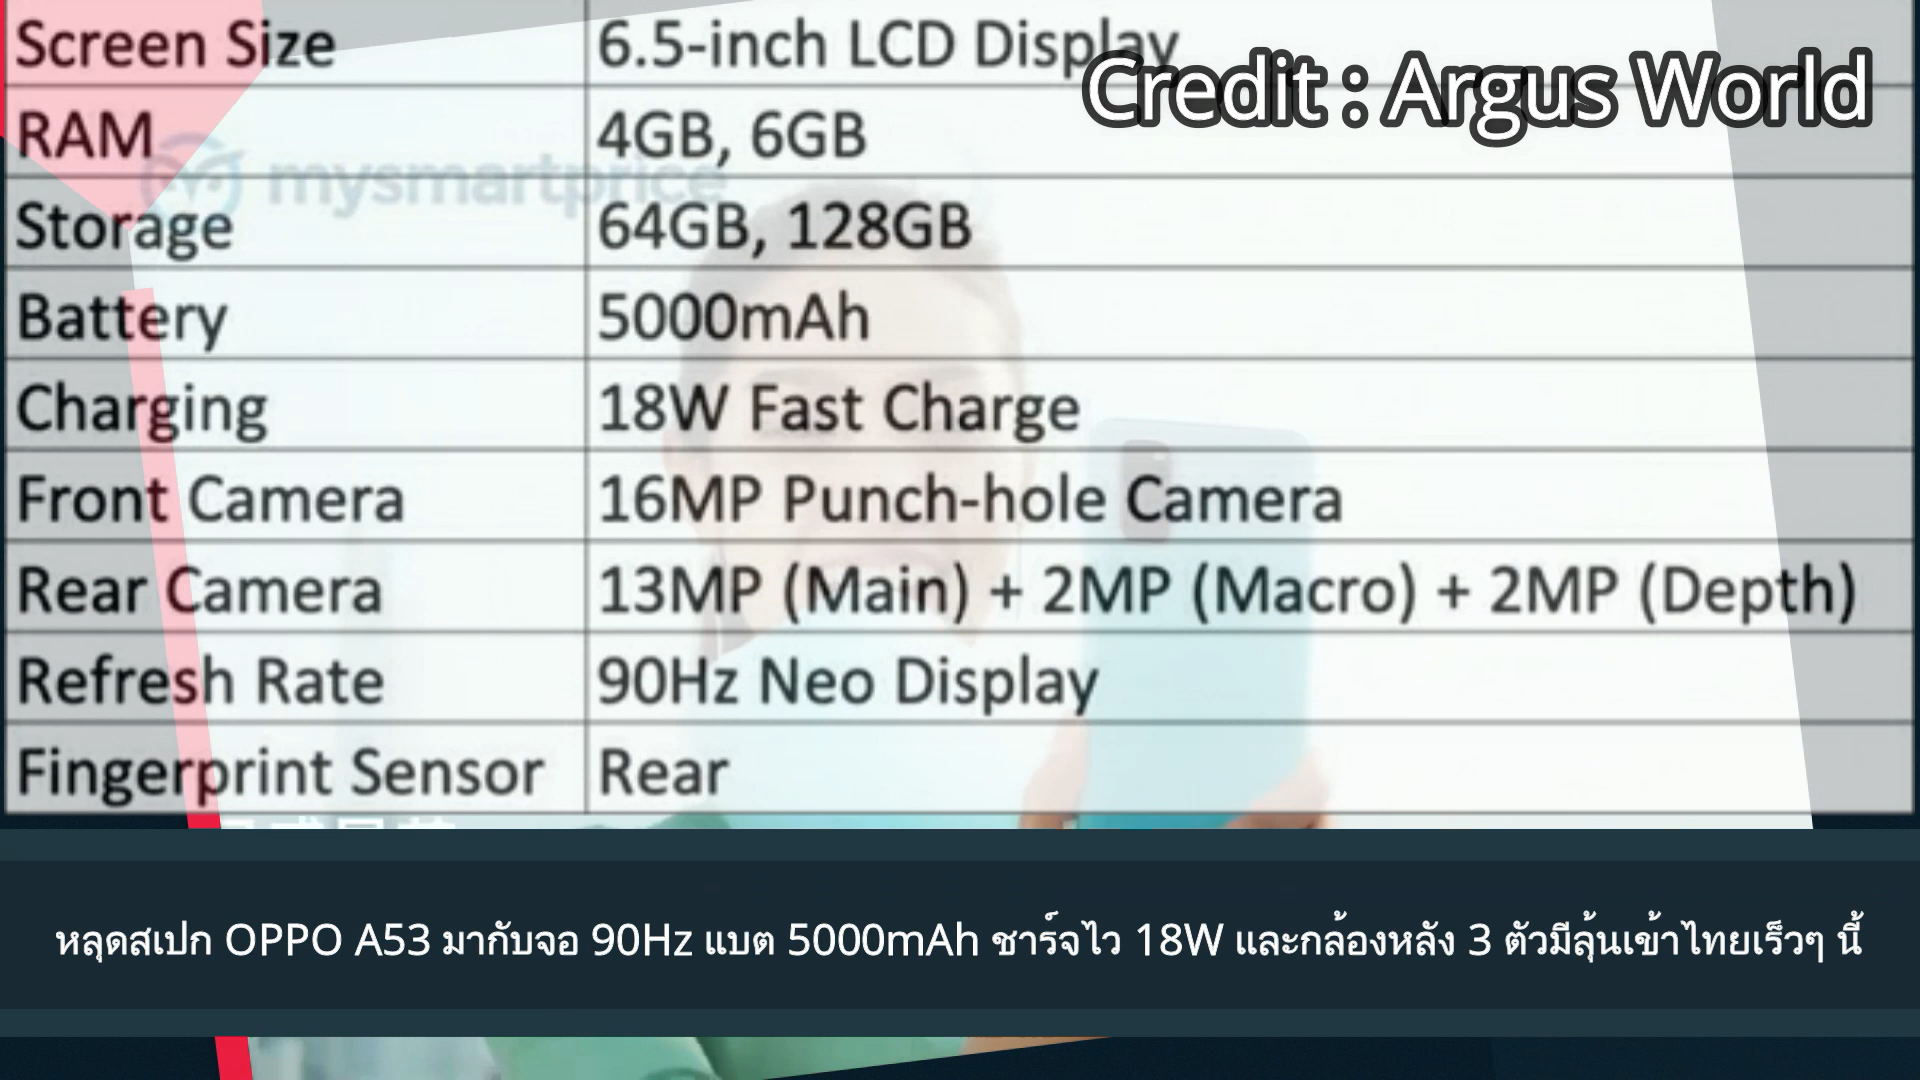 Screen Size 6.5-inch LCD Display
Credit : Argus World
RAM 4GB, 6GB
mysmartprice
Storage 64GB, 128GB
Battery 5000mAh
Charging 18W Fast Charge
Front Camera 16MP Punch-hole Camera
Rear Camera 13MP (Main) + 2MP (Macro) + 2MP (Depth)
Refresh Rate 90Hz Neo Display
Fingerprint Sensor Rear
หลุดสเปก OPPO A53 มากับจอ 90Hz แบต 5000mAh ชาร์จไว 18W และกล้องหลัง 3 ตัวมีลุ้นเข้าไทยเร็วๆ นี้